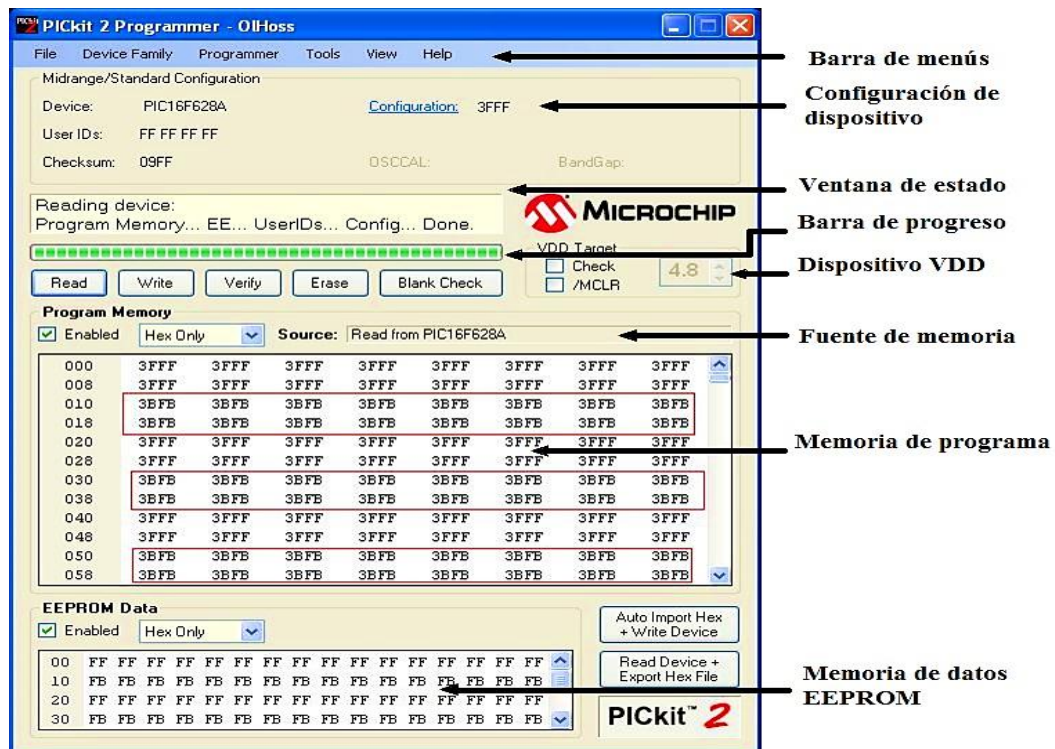 PICkit 2 Programmer - OlHoss
File Device Family Programmer Tools View Help
Barra de menús
Midrange/Standard Configuration
Device: PIC16F628A Configuration: 3FFF
Configuración de
dispositivo
User IDs: FF FF FF FF
Checksum: 09FF OSCCAL: BandGap:
Ventana de estado
Reading device:
Program Memory... EE... UserIDs... Config... Done.
MICROCHIP
Barra de progreso
VDD Target
Check
/MCLR
4.8
Dispositivo VDD
Read Write Verify Erase Blank Check
Program Memory
Enabled Hex Only Source: Read from PIC16F628A
Fuente de memoria
000 3FFF 3FFF 3FFF 3FFF 3FFF 3FFF 3FFF 3FFF
008 3FFF 3FFF 3FFF 3FFF 3FFF 3FFF 3FFF 3FFF
010 3BFB 3BFB 3BFB 3BFB 3BFB 3BFB 3BFB 3BFB
018 3BFB 3BFB 3BFB 3BFB 3BFB 3BFB 3BFB 3BFB
020 3FFF 3FFF 3FFF 3FFF 3FFF 3FFF 3FFF 3FFF
028 3FFF 3FFF 3FFF 3FFF 3FFF 3FFF 3FFF 3FFF
030 3BFB 3BFB 3BFB 3BFB 3BFB 3BFB 3BFB 3BFB
038 3BFB 3BFB 3BFB 3BFB 3BFB 3BFB 3BFB 3BFB
040 3FFF 3FFF 3FFF 3FFF 3FFF 3FFF 3FFF 3FFF
048 3FFF 3FFF 3FFF 3FFF 3FFF 3FFF 3FFF 3FFF
050 3BFB 3BFB 3BFB 3BFB 3BFB 3BFB 3BFB 3BFB
058 3BFB 3BFB 3BFB 3BFB 3BFB 3BFB 3BFB 3BFB
Memoria de programa
EEPROM Data
Enabled Hex Only
Auto Import Hex
+ Write Device
Read Device +
Export Hex File
00 FF FF FF FF FF FF FF FF FF FF FF FF FF FF FF FF
10 FB FB FB FB FB FB FB FB FB FB FB FB FB FB FB FB
20 FF FF FF FF FF FF FF FF FF FF FF FF FF FF FF FF
30 FB FB FB FB FB FB FB FB FB FB FB FB FB FB FB FB
Memoria de datos
EEPROM
PICkit™ 2